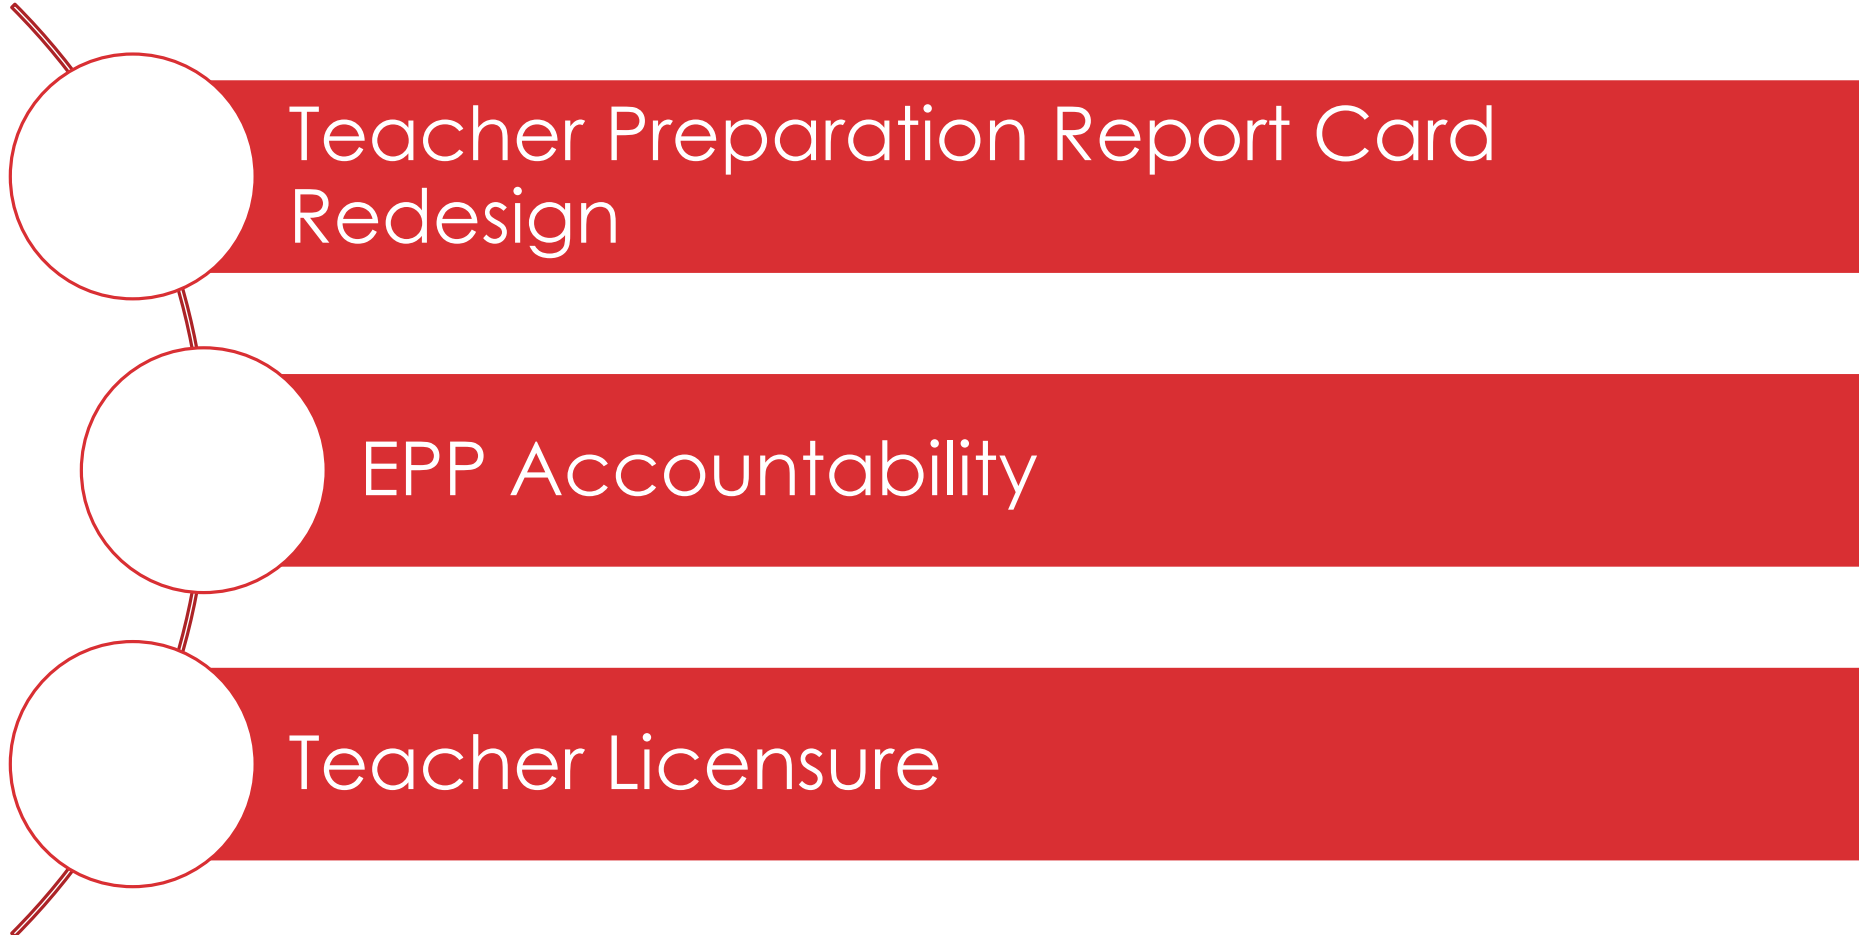 Teacher Preparation Report Card
Redesign
EPP Accountability
Teacher Licensure